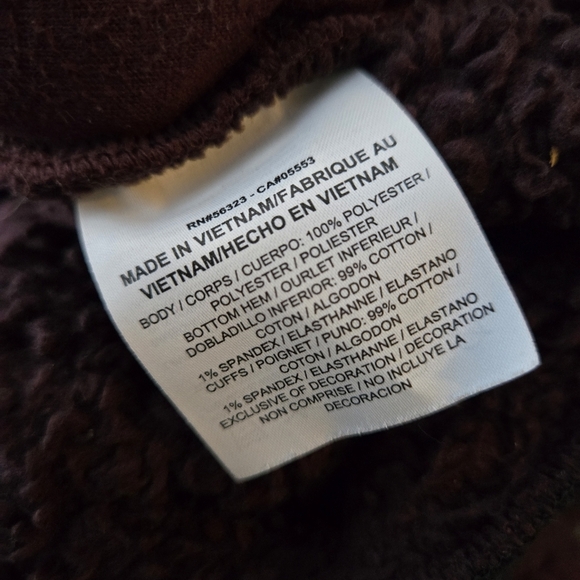 RN#56323 - CA#05553
MADE IN VIETNAM/FABRIQUE AU
VIETNAM/HECHO EN VIETNAM
BODY / CORPS / CUERPO: 100% POLYESTER /
POLYESTER / POLIESTER
BOTTOM HEM / OURLET INFERIEUR /
DOBLADILLO INFERIOR: 99% COTTON /
COTON / ALGODON
1% SPANDEX / ELASTHANNE / ELASTANO
CUFFS / POIGNET / PUNO: 99% COTTON /
COTON / ALGODON
1% SPANDEX / ELASTHANNE / ELASTANO
EXCLUSIVE OF DECORATION / DECORATION
NON COMPRISE / NO INCLUYE LA
DECORACION